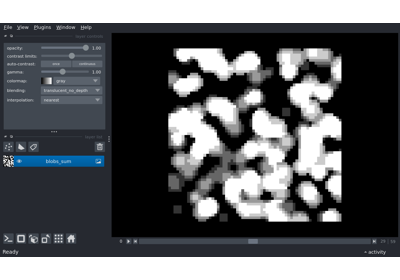 File View Plugins Window Help
opacity: 1.00
contrast limits:
auto-contrast: once continuous
gamma: 1.00
colormap: gray
blending: translucent_no_depth
interpolation: nearest
blobs_sum
Ready
activity